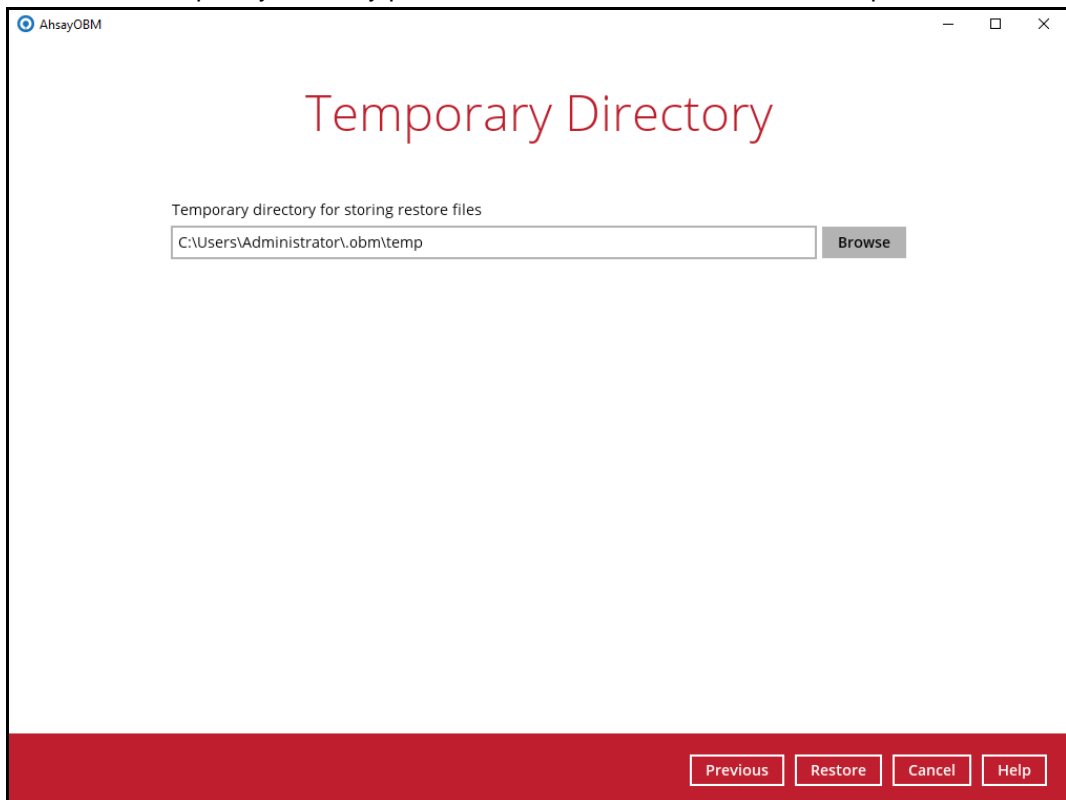 AhsayOBM
Temporary Directory
Temporary directory for storing restore files
C:\Users\Administrator\.obm\temp
Browse
Previous Restore Cancel Help